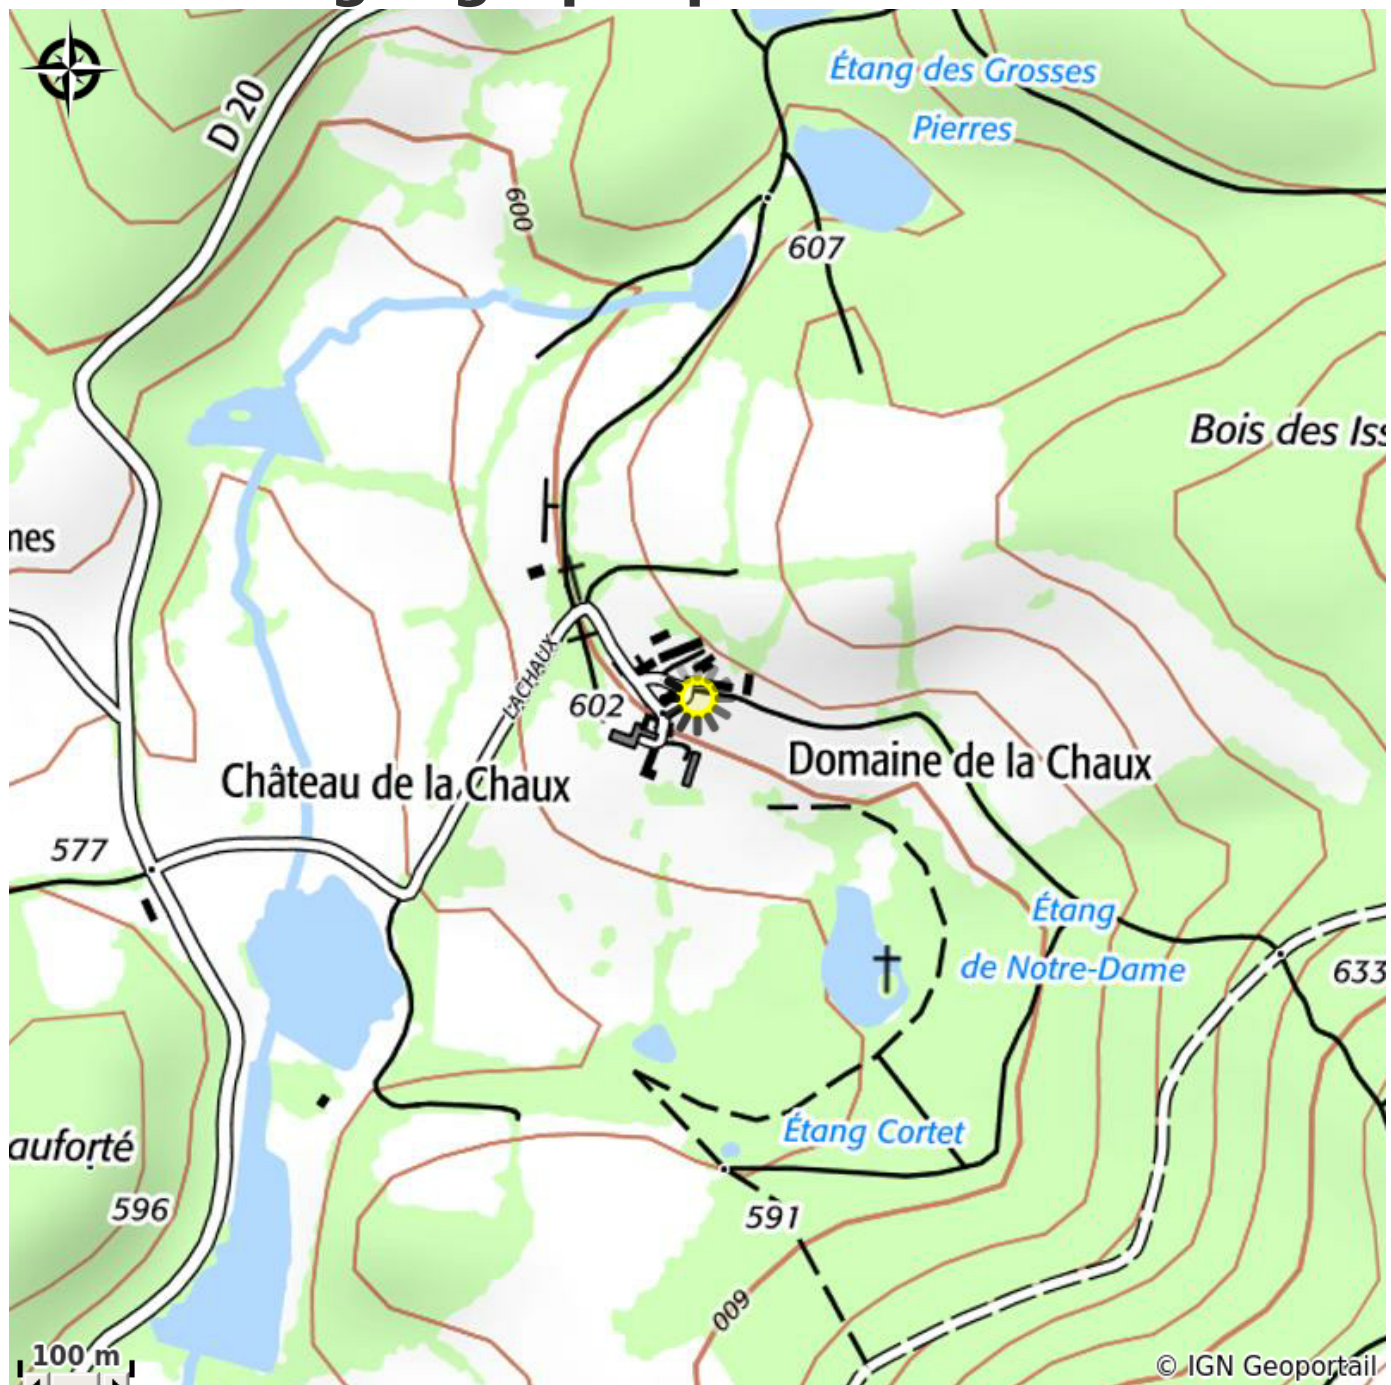 Étang des Grosses
Pierres
D 20
600
607
Bois des Iss
nes
LACHAUX
602
Château de la Chaux
Domaine de la Chaux
577
Étang
de Notre-Dame
633
auforté
596
Étang Cortet
591
600
100 m
© IGN Geoportail